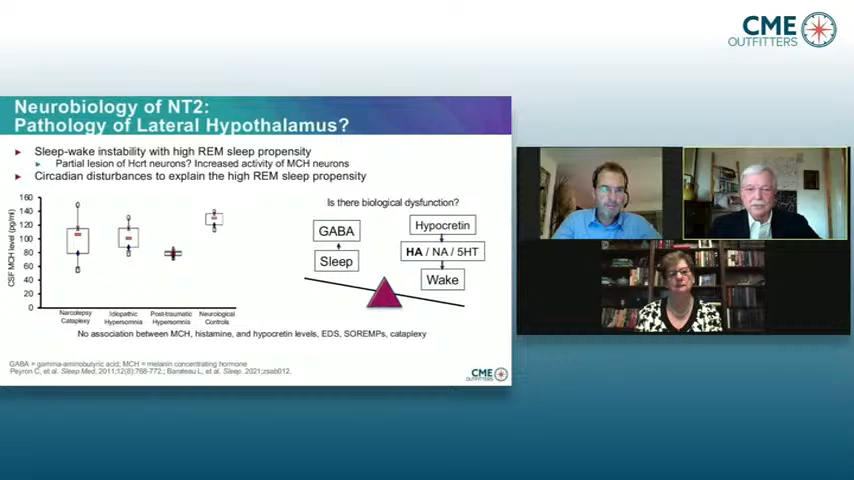 CME
OUTFITTERS
Neurobiology of NT2:
Pathology of Lateral Hypothalamus?
Sleep-wake instability with high REM sleep propensity
Partial lesion of Hcrt neurons? Increased activity of MCH neurons
Circadian disturbances to explain the high REM sleep propensity
CSF MCH level (pg/ml)
160
140
120
100
80
60
40
20
0
Narcolepsy
Cataplexy
Idiopathic
Hypersomnia
Post-traumatic
Hypersomnia
Neurological
Controls
Is there biological dysfunction?
GABA
Sleep
Hypocretin
HA / NA / 5HT
Wake
No association between MCH, histamine, and hypocretin levels, EDS, SOREMPs, cataplexy
GABA = gamma-aminobutyric acid; MCH = melanin concentrating hormone
Peyron C, et al. Sleep Med. 2011;12(8):768-772.; Barateau L, et al. Sleep. 2021;zsab012.
CME
OUTFITTERS